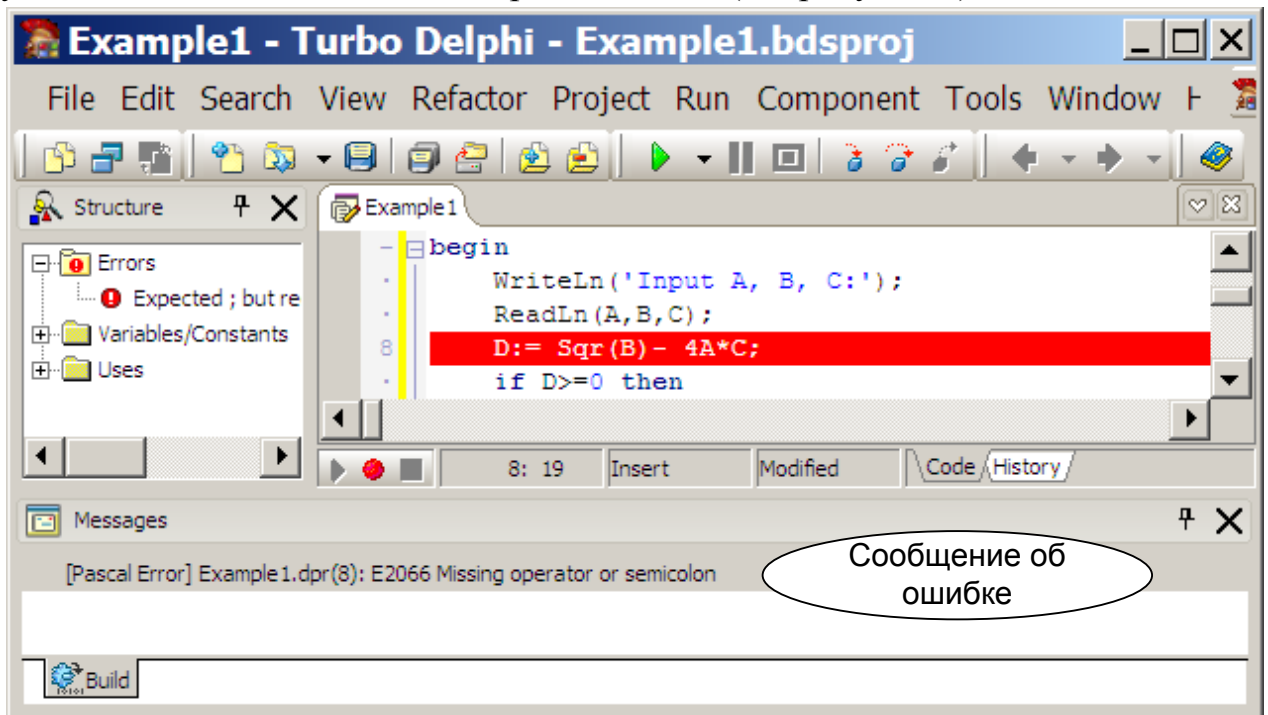 Example1 - Turbo Delphi - Example1.bdsproj
File Edit Search View Refactor Project Run Component Tools Window
Structure
Example1
Errors
Expected ; but re
Variables/Constants
Uses
begin
WriteLn('Input A, B, C:');
ReadLn(A,B,C);
8 D:= Sqr(B)- 4A*C;
if D>=0 then
8: 19 Insert Modified Code History
Messages
[Pascal Error] Example1.dpr(8): E2066 Missing operator or semicolon
Сообщение об
ошибке
Build